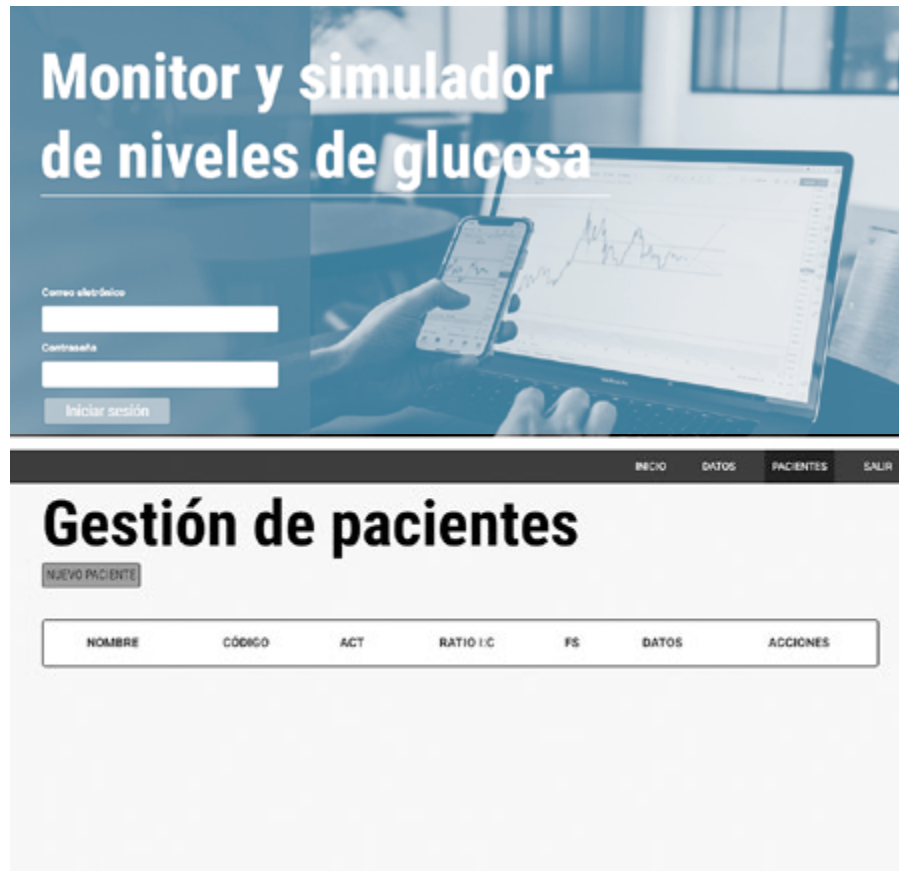 Monitor y simulador
de niveles de glucosa
Correo eletrónico
Contraseña
Iniciar sesión
INICIO DATOS PACIENTES SALIR
Gestión de pacientes
NUEVO PACIENTE
NOMBRE CÓDIGO ACT RATIO I:C FS DATOS ACCIONES